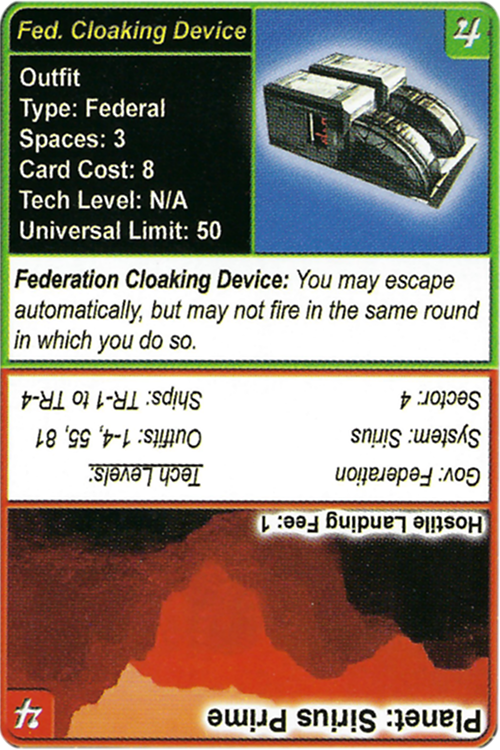 Fed. Cloaking Device
4
Outfit
Type: Federal
Spaces: 3
Card Cost: 8
Tech Level: N/A
Universal Limit: 50
Federation Cloaking Device: You may escape
automatically, but may not fire in the same round
in which you do so.
Planet: Sirius Prime
4
Hostile Landing Fee: 1
Gov: Federation
System: Sirius
Sector: 4
Tech Levels:
Outfits: 1-4, 55, 81
Ships: TR-1 to TR-4